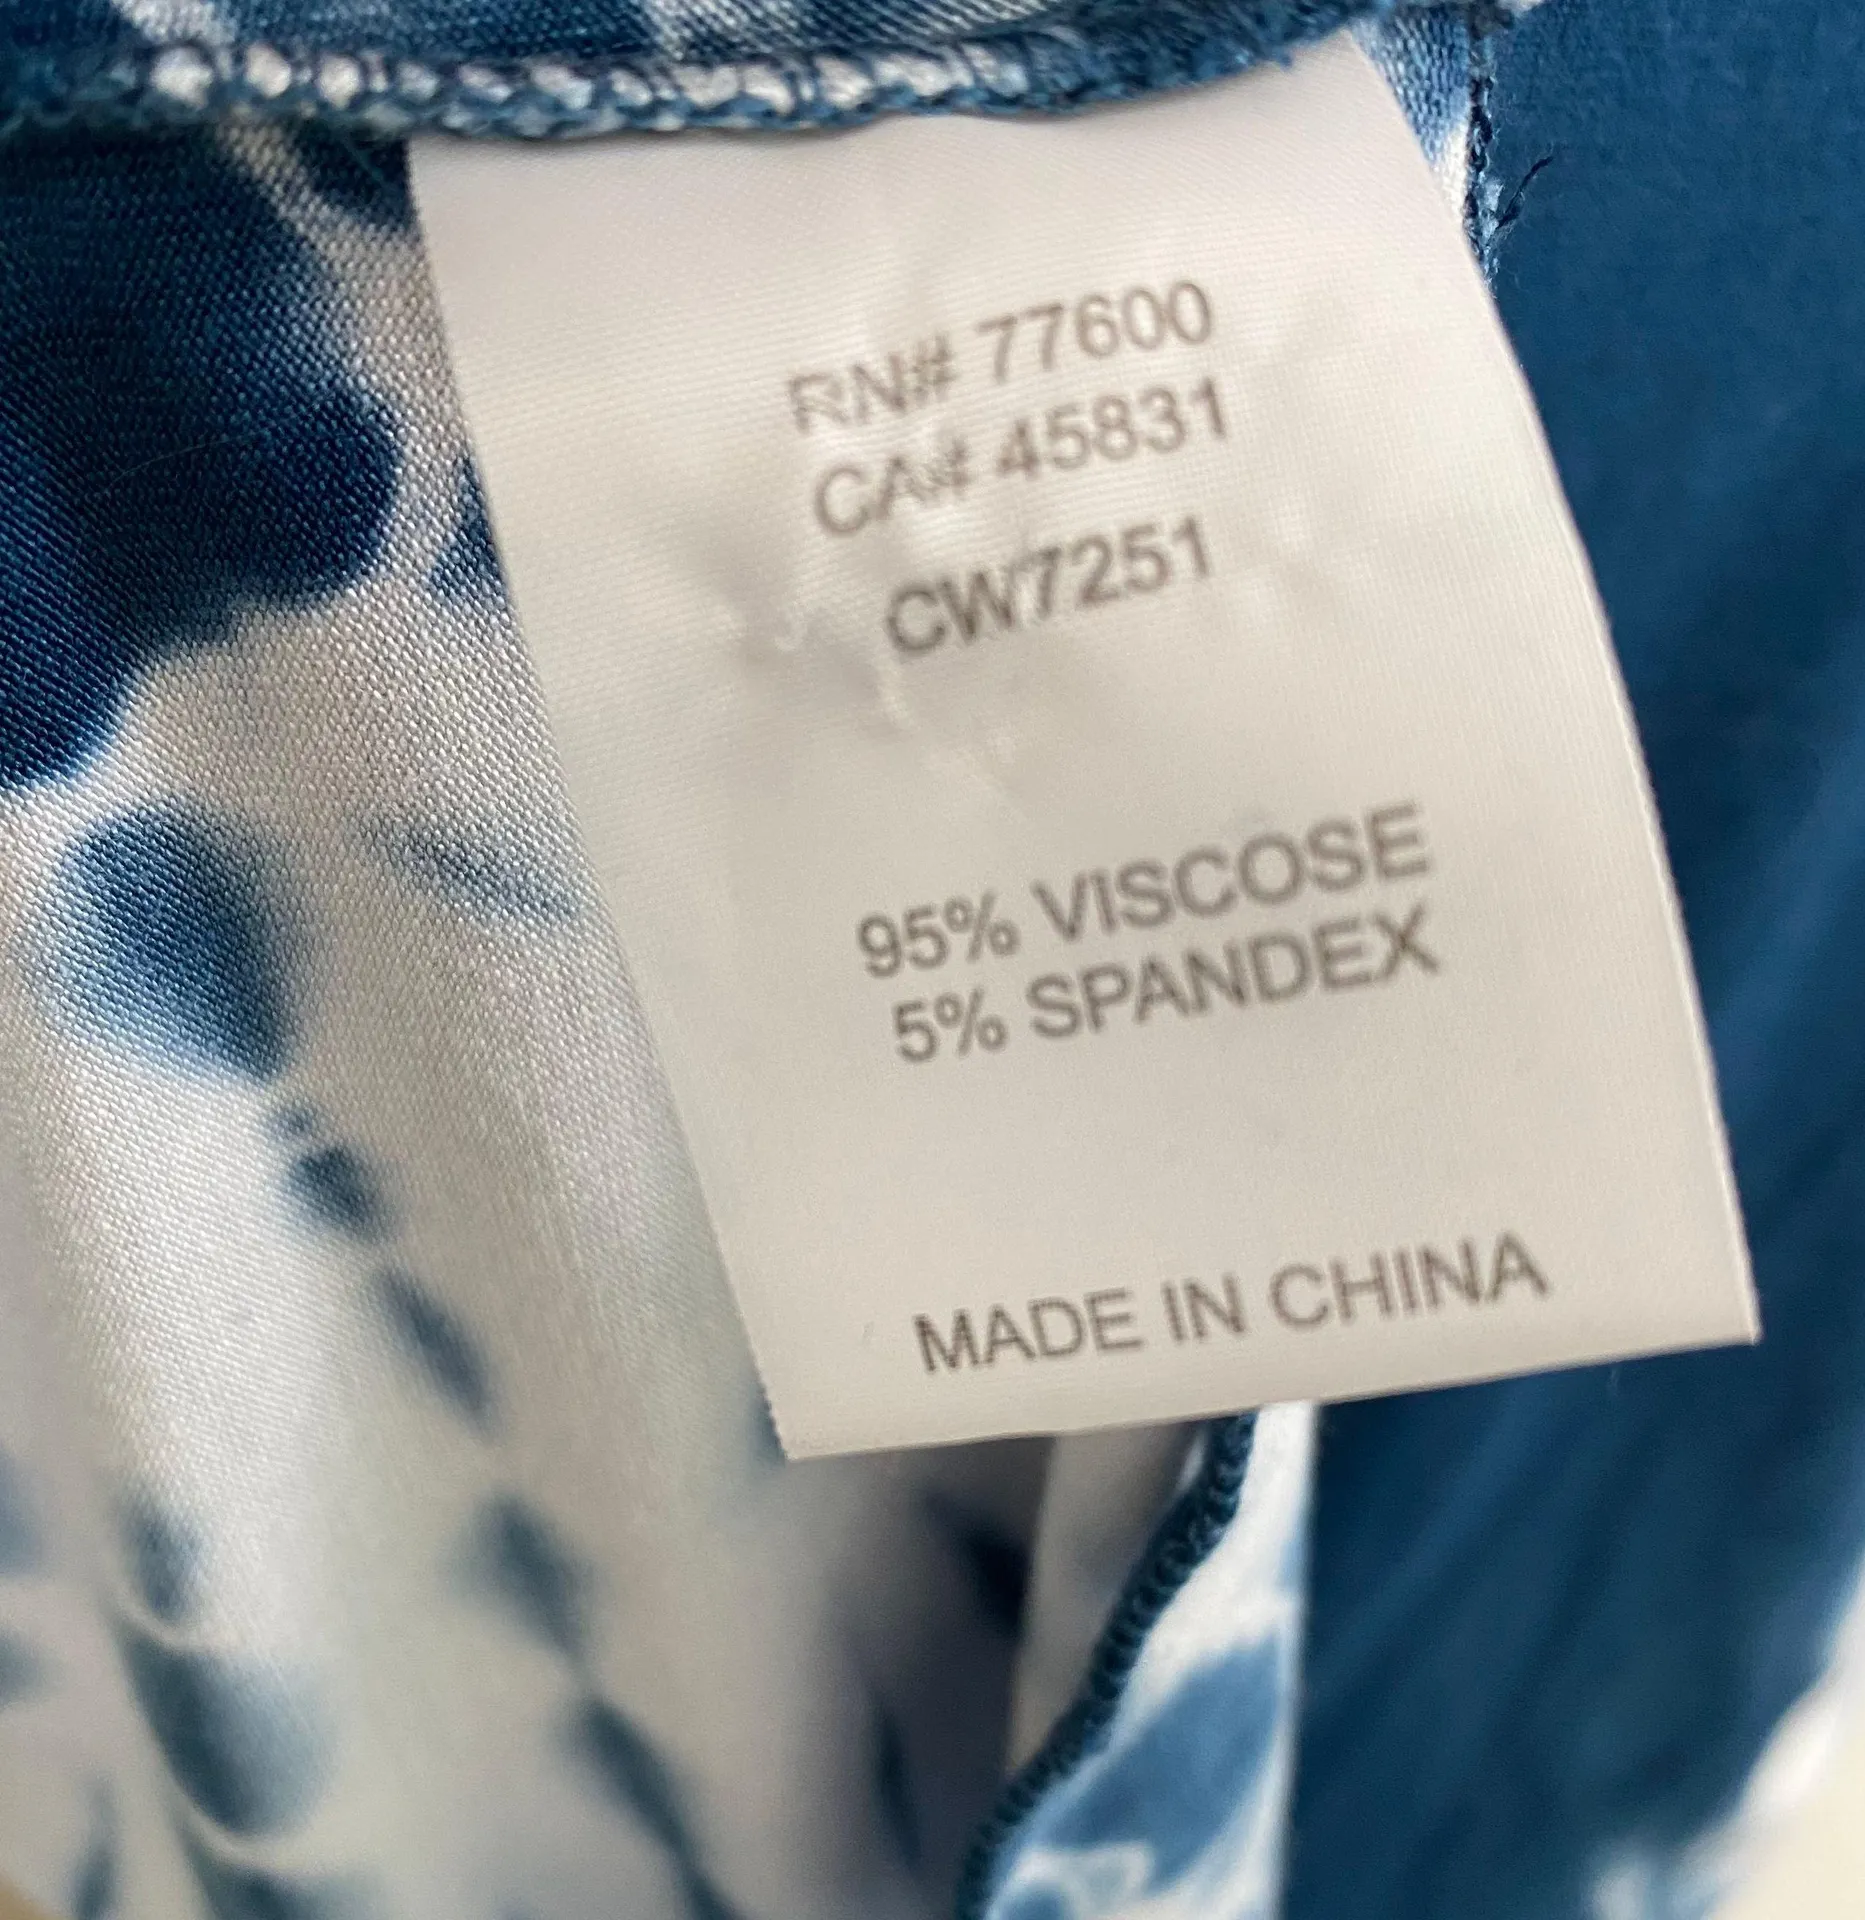 RN# 77600
CA# 45831
CW7251
95% VISCOSE
5% SPANDEX
MADE IN CHINA